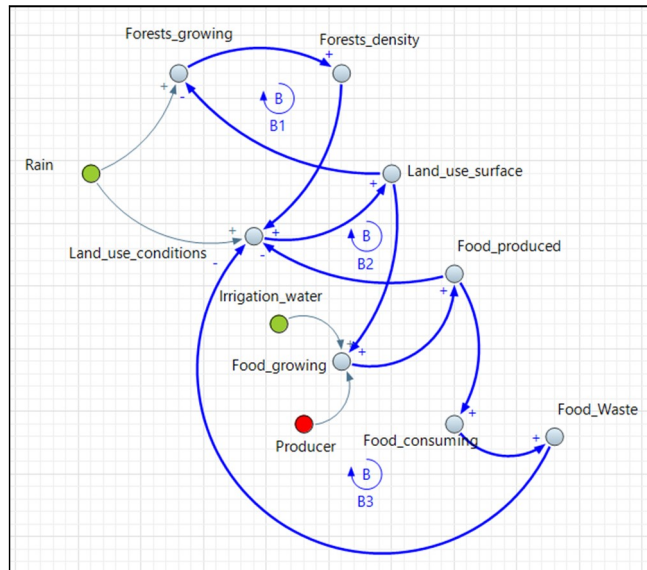 Forests_growing
Forests_density
+
+
-
B
B1
Rain
Land_use_surface
+
+
+
B
B2
-
Land_use_conditions
-
Food_produced
Irrigation_water
+
+
+
Food_growing
+
Food_Waste
Producer
Food_consuming
+
B
B3